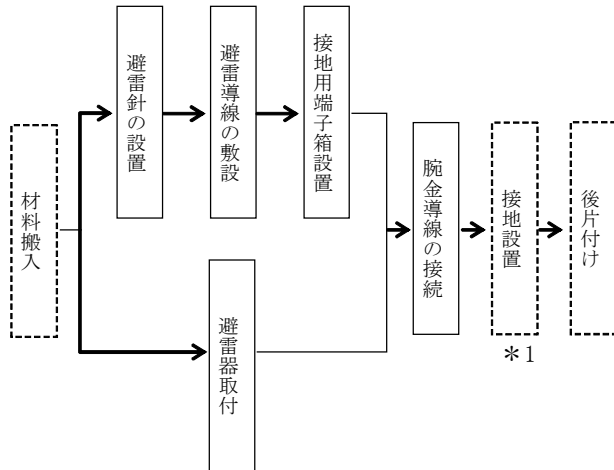 材料搬入
避雷針の設置
避雷導線の敷設
接地用端子箱設置
避雷器取付
腕金導線の接続
接地設置
＊1
後片付け